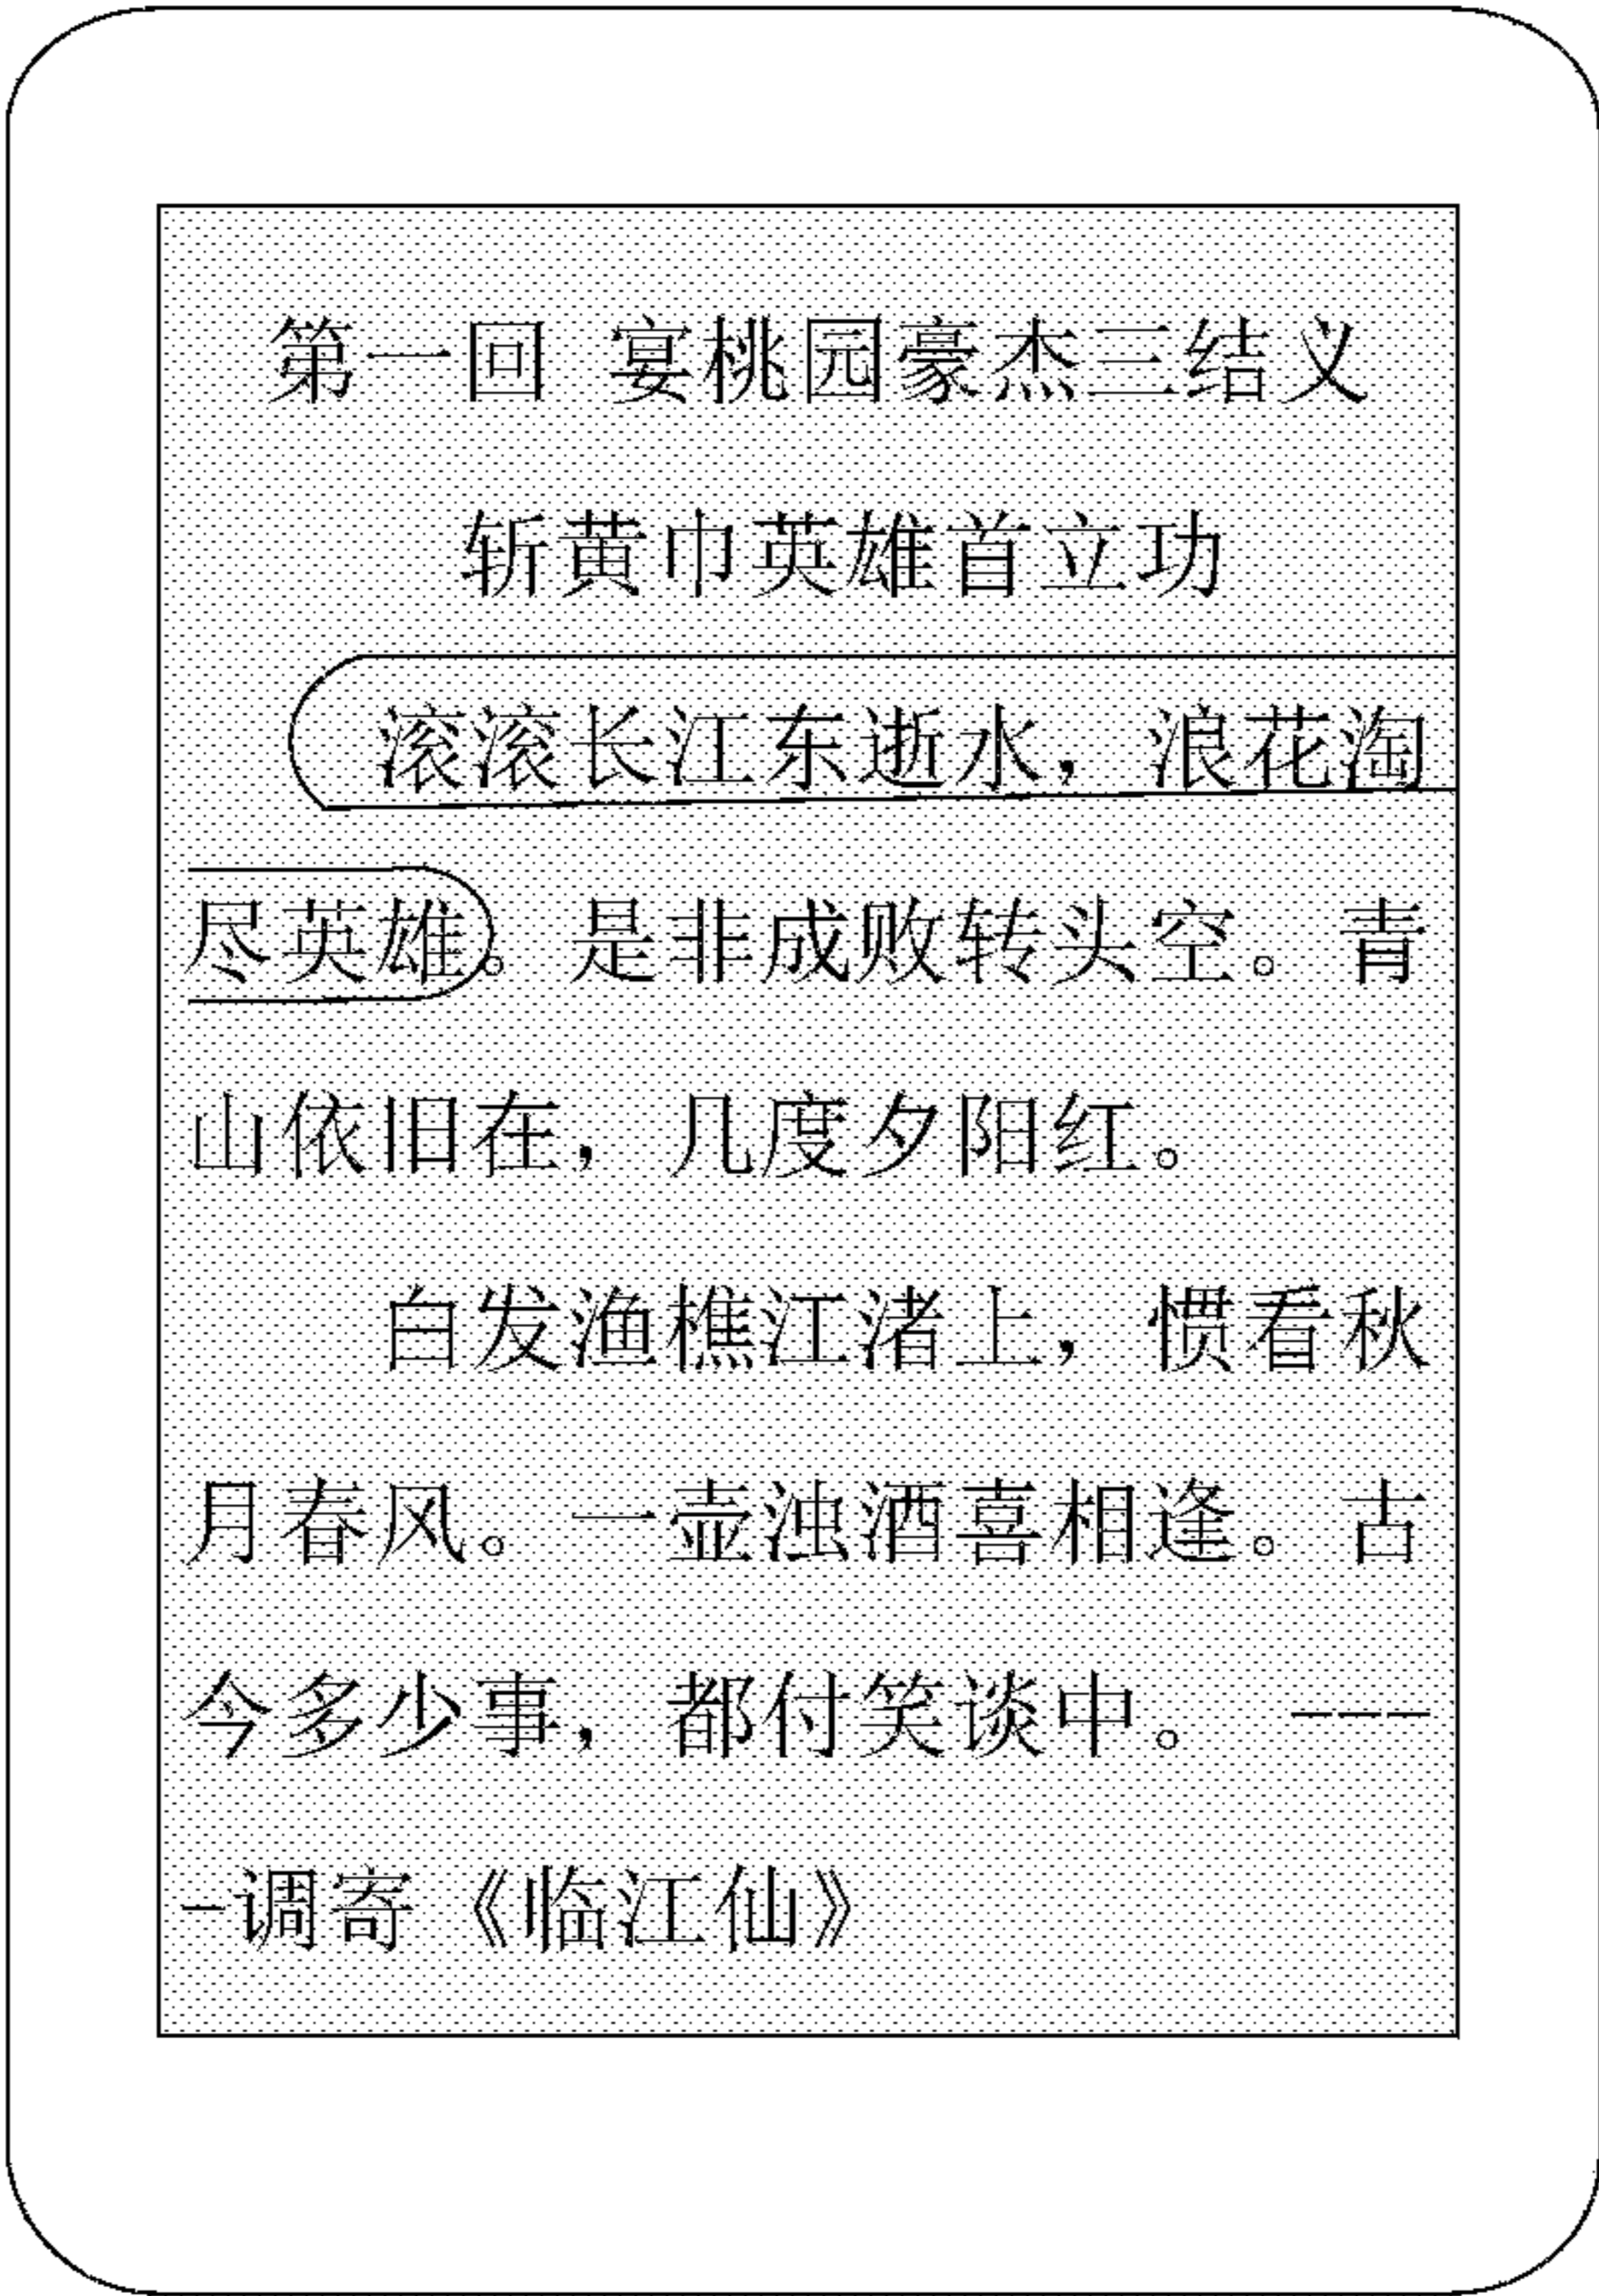 第一回 宴桃园豪杰三结义
斩黄巾英雄首立功
滚滚长江东逝水，浪花淘
尽英雄。是非成败转头空。青
山依旧在，几度夕阳红。
白发渔樵江渚上，惯看秋
月春风。一壶浊酒喜相逢。古
今多少事，都付笑谈中。---
-调寄《临江仙》